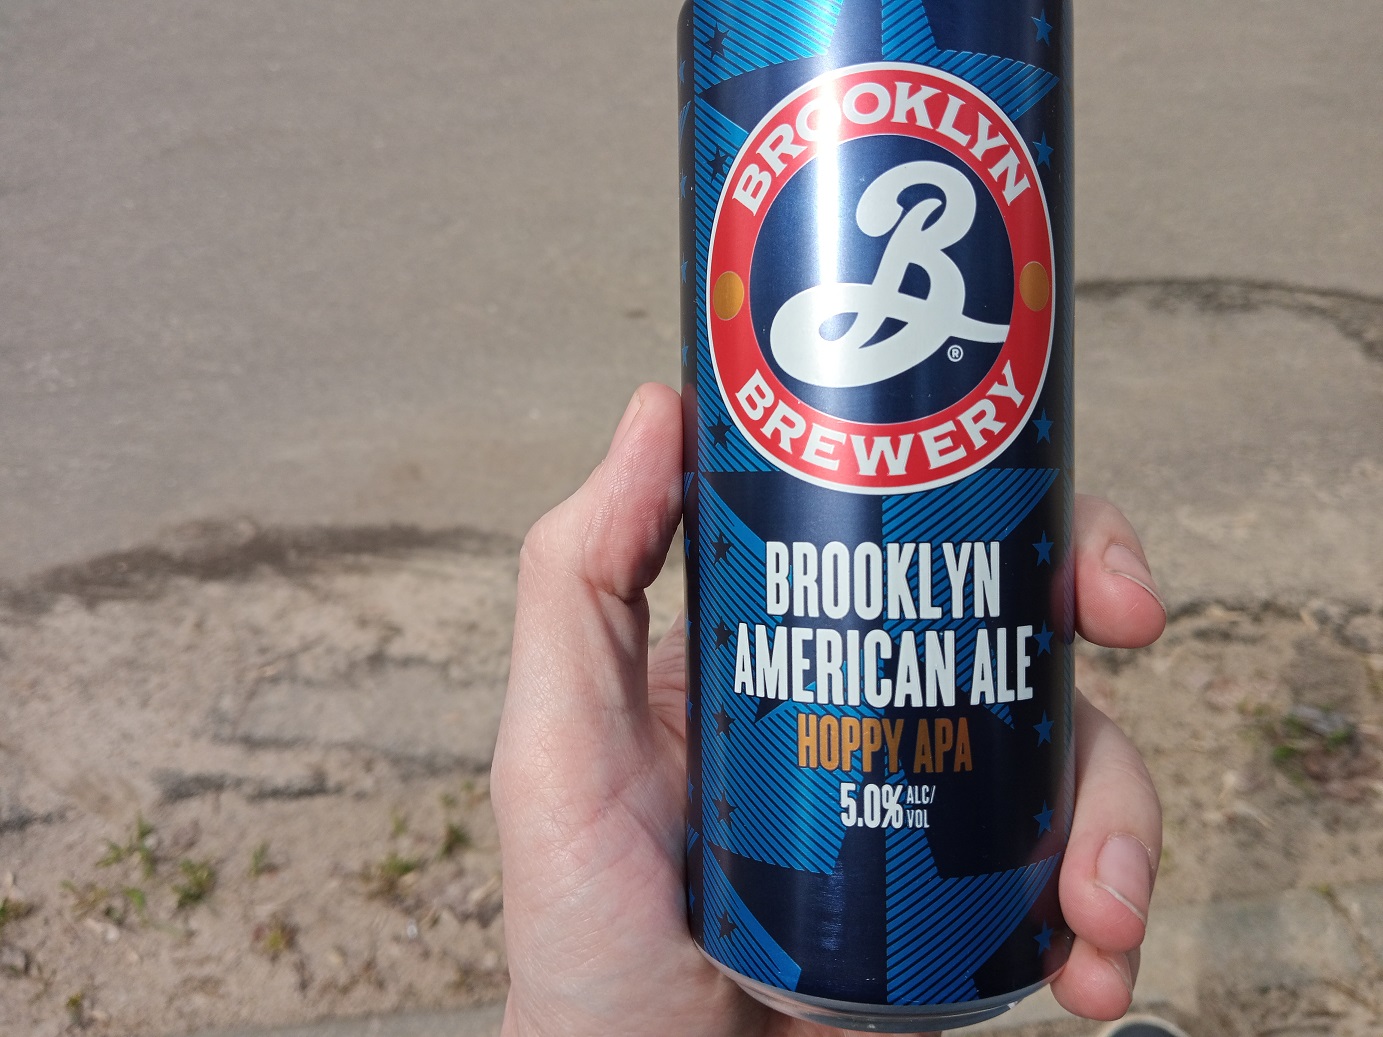 BROOKLYN
B
®
BREWERY
BROOKLYN
AMERICAN ALE
HOPPY APA
5.0% ALC/
VOL